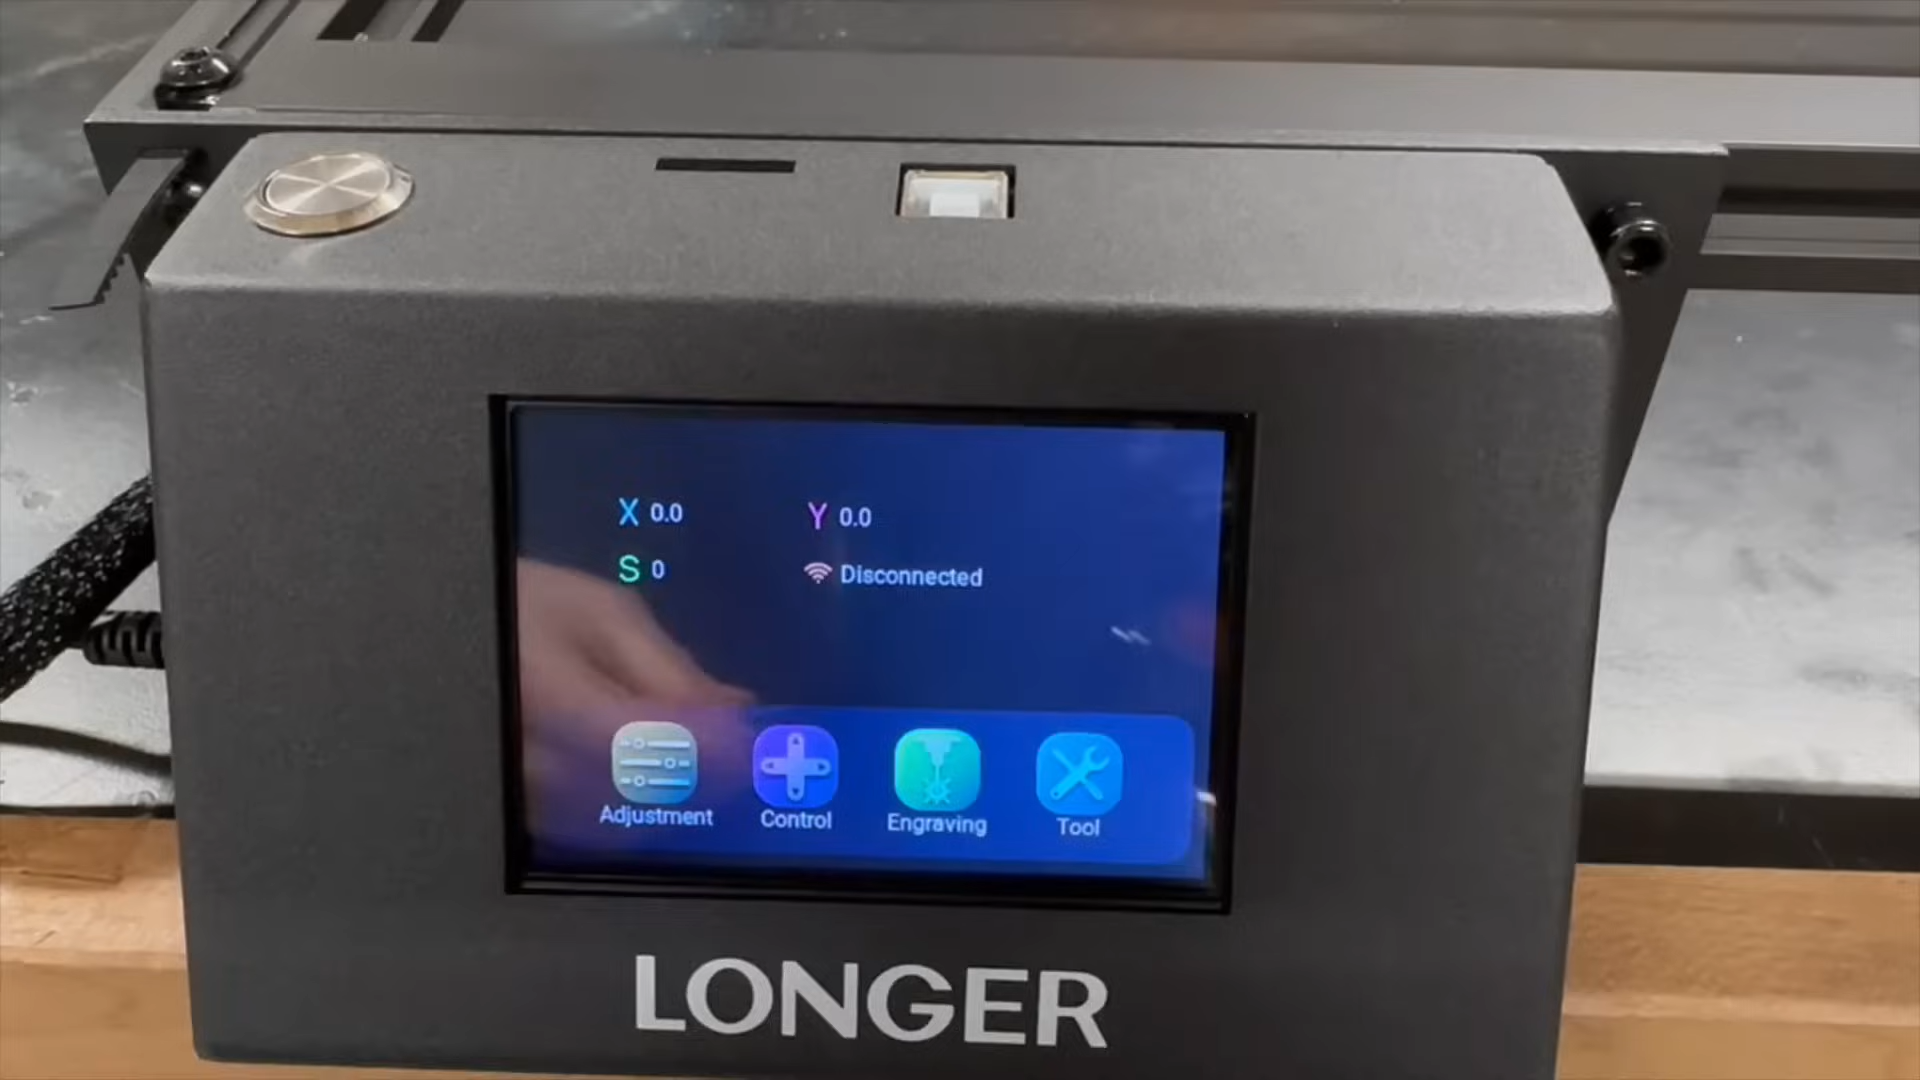 X 0.0
Y 0.0
S 0
Disconnected
Adjustment
Control
Engraving
Tool
LONGER